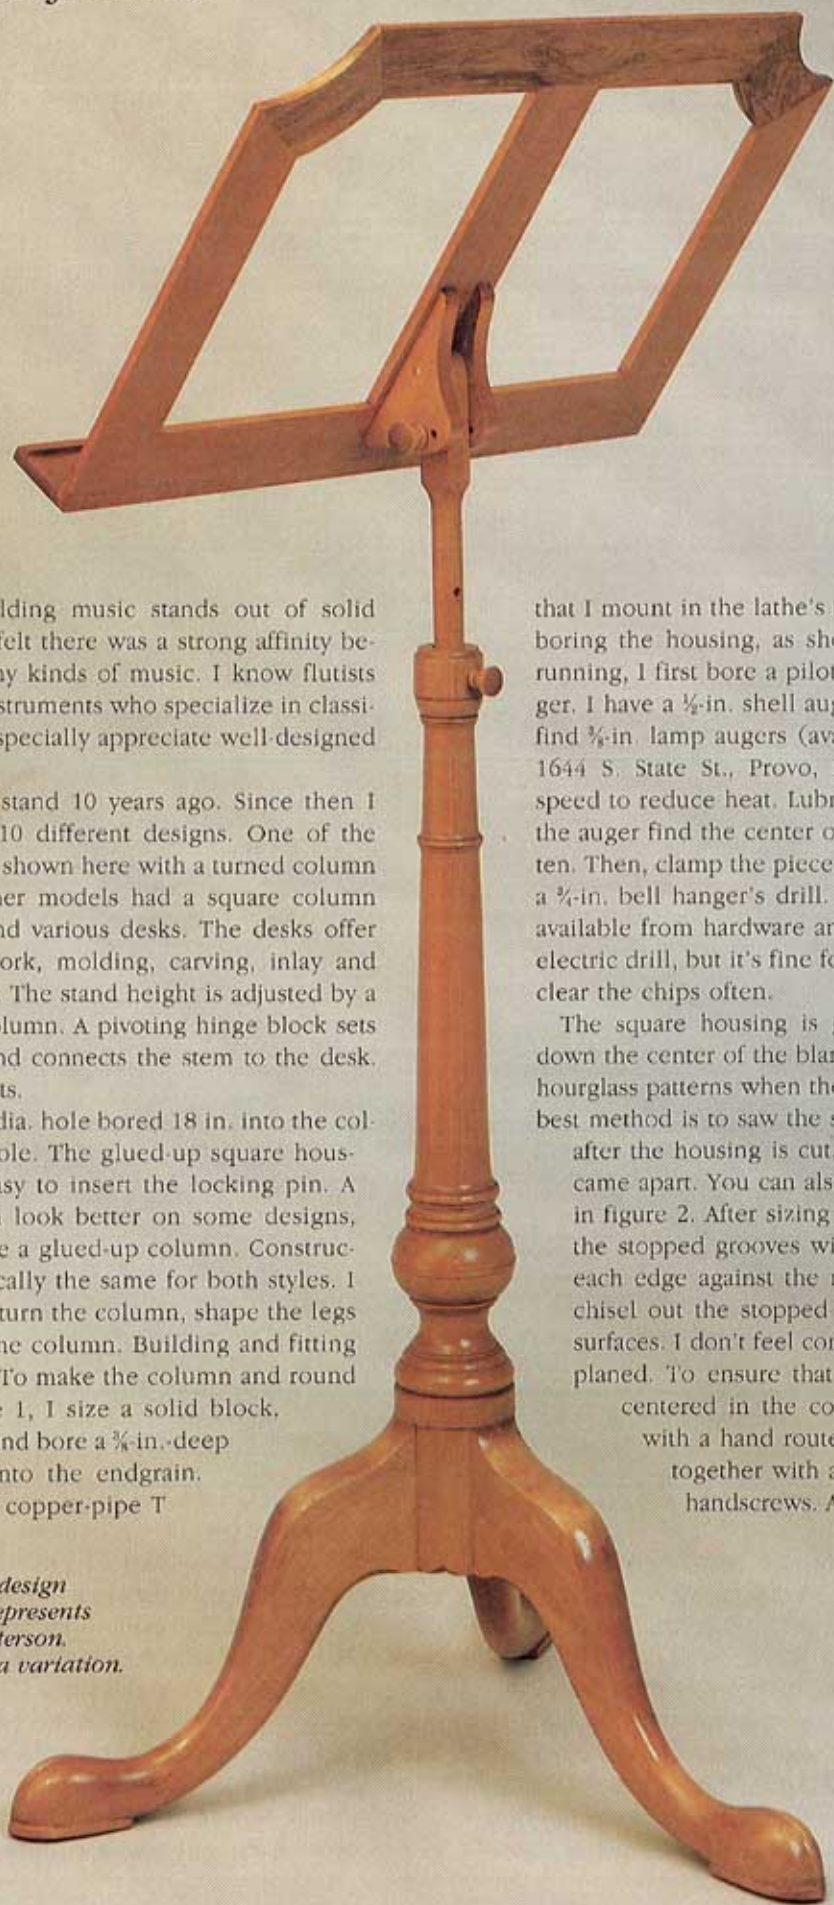 lding music stands out of solid
felt there was a strong affinity be-
ny kinds of music. I know flutists
struments who specialize in classi-
specially appreciate well-designed
stand 10 years ago. Since then I
10 different designs. One of the
shown here with a turned column
ner models had a square column
nd various desks. The desks offer
ork, molding, carving, inlay and
The stand height is adjusted by a
olumn. A pivoting hinge block sets
nd connects the stem to the desk.
ts.
dia. hole bored 18 in. into the col-
ole. The glued-up square hous-
asy to insert the locking pin. A
look better on some designs,
e a glued-up column. Construc-
cally the same for both styles. I
turn the column, shape the legs
he column. Building and fitting
To make the column and round
e 1, I size a solid block,
nd bore a ⅜-in.-deep
nto the endgrain.
copper-pipe T
design
epresents
terson.
a variation.
that I mount in the lathe's
boring the housing, as sho
running, I first bore a pilot
ger. I have a ½-in. shell aug
find ⅜-in. lamp augers (ava
1644 S. State St., Provo,
speed to reduce heat. Lubr
the auger find the center o
ten. Then, clamp the piece
a ¾-in. bell hanger's drill.
available from hardware an
electric drill, but it's fine fo
clear the chips often.
The square housing is g
down the center of the blan
hourglass patterns when the
best method is to saw the s
after the housing is cut.
came apart. You can also
in figure 2. After sizing
the stopped grooves wi
each edge against the r
chisel out the stopped
surfaces. I don't feel con
planed. To ensure that
centered in the co
with a hand route
together with a
handscrews. A